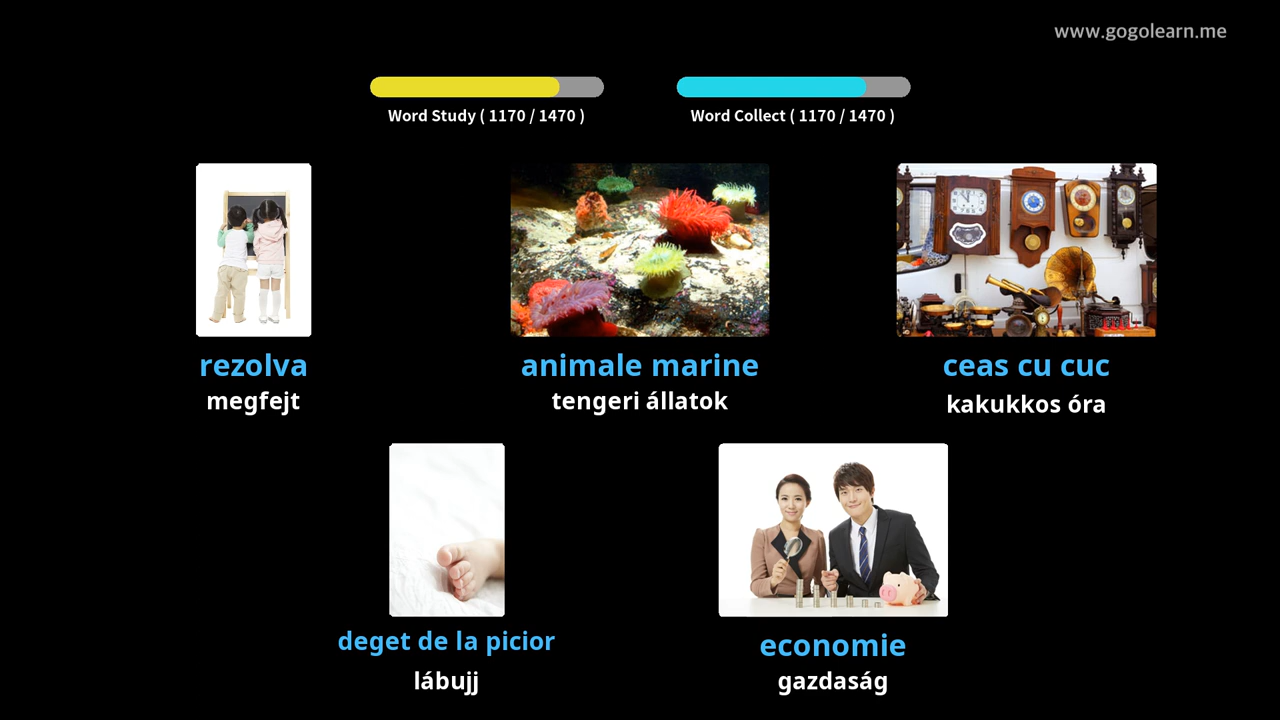 www.gogolearn.me
Word Study ( 1170 / 1470 )
Word Collect ( 1170 / 1470 )
rezolva
megfejt
animale marine
tengeri állatok
ceas cu cuc
kakukkos óra
deget de la picior
lábujj
economie
gazdaság